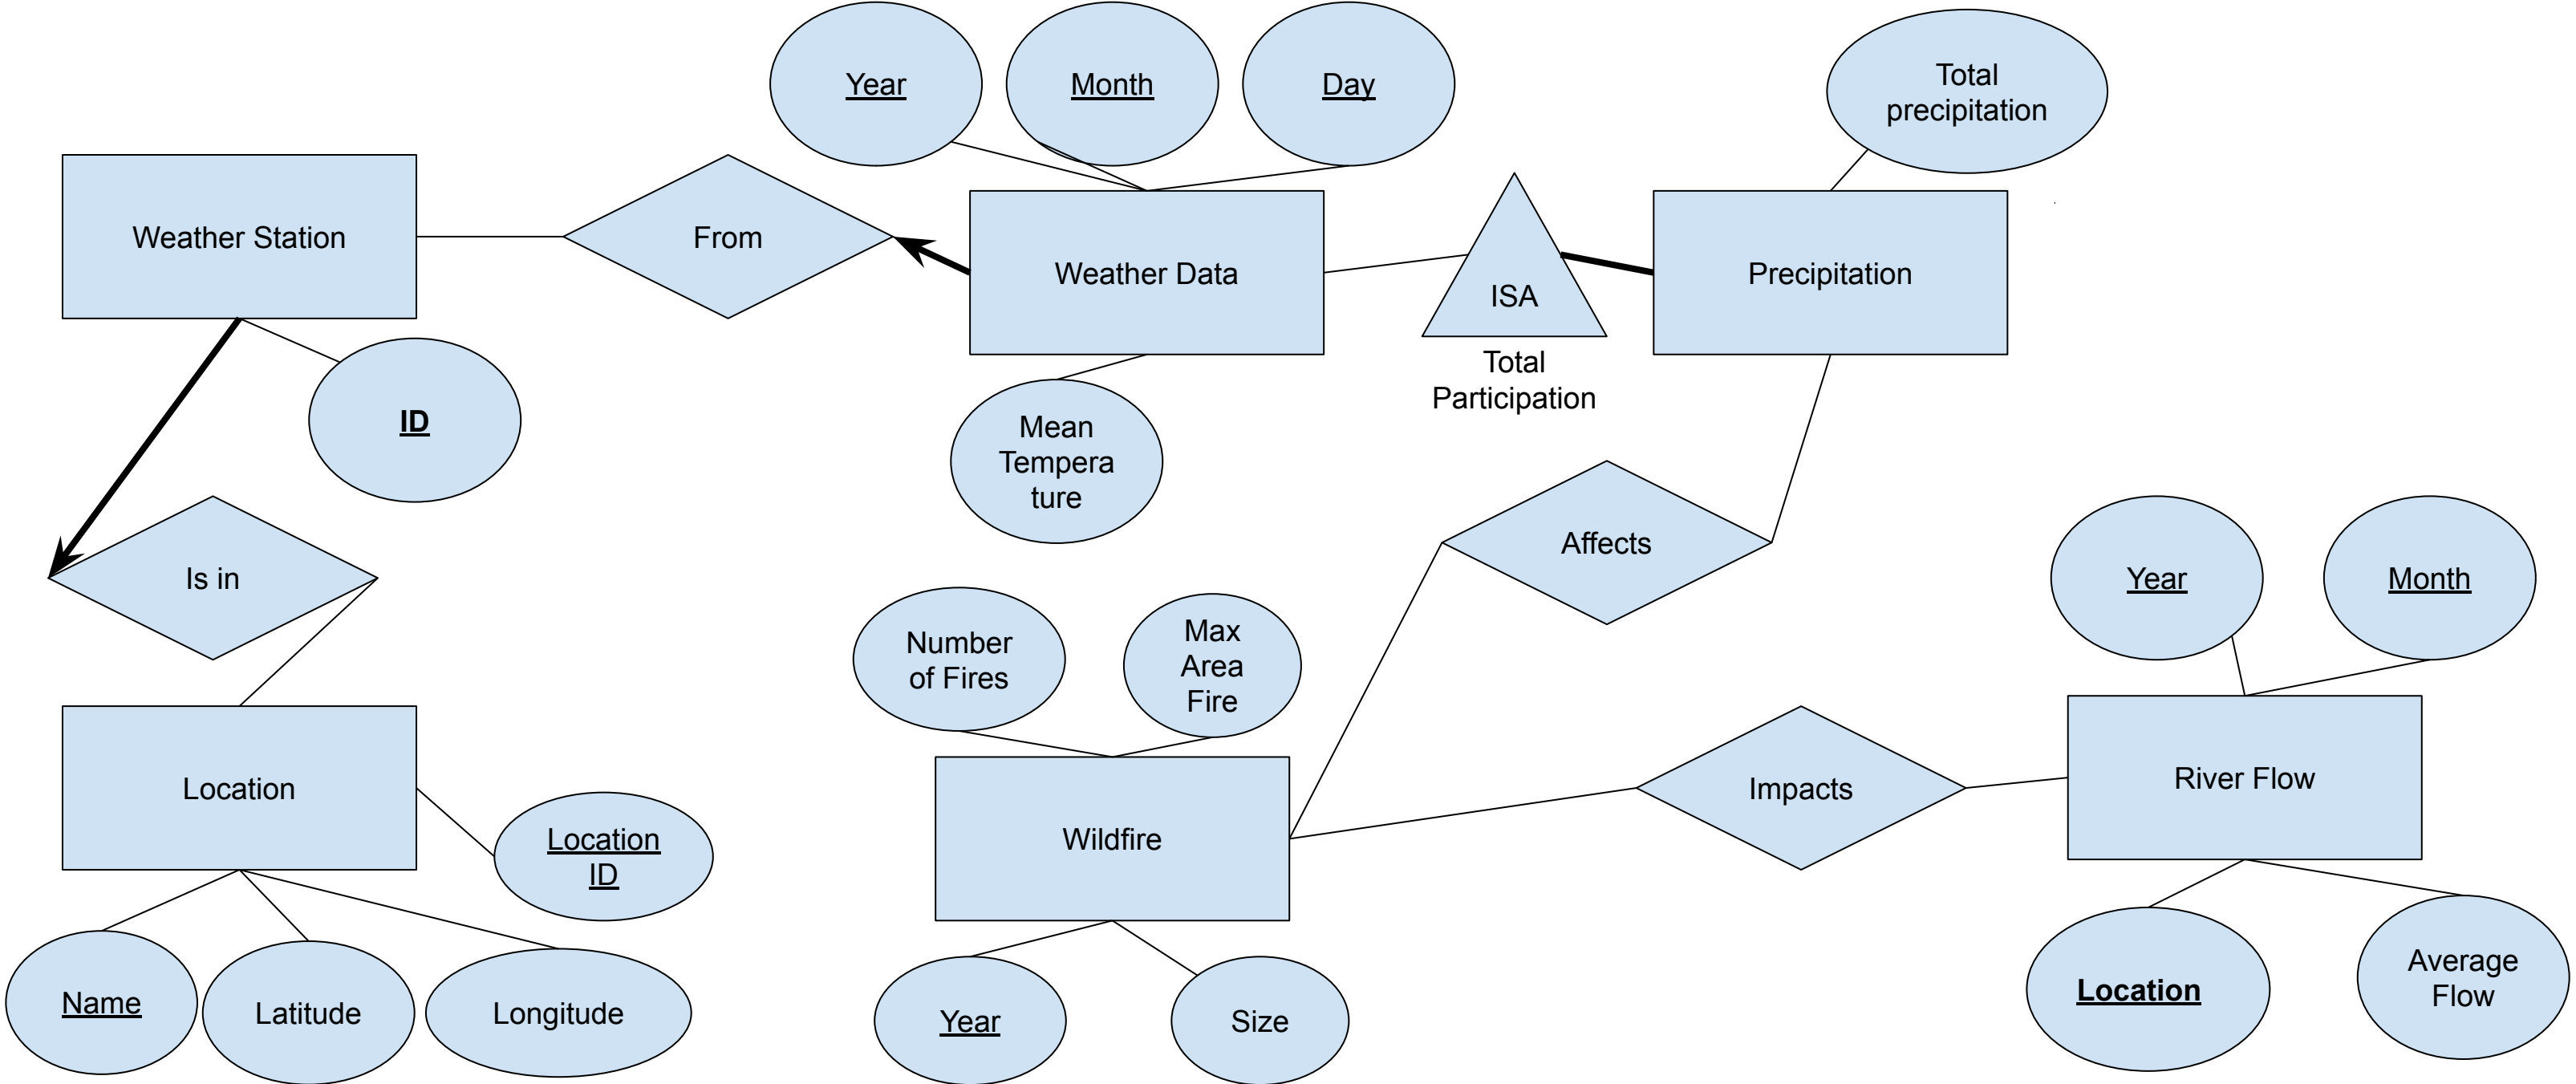 Year
Month
Day
Total
precipitation
Weather Station
From
Weather Data
ISA
Precipitation
Total
Participation
ID
Mean
Tempera
ture
Affects
Is in
Year
Month
Number
of Fires
Max
Area
Fire
Location
Location
ID
Wildfire
Impacts
River Flow
Name
Latitude
Longitude
Year
Size
Location
Average
Flow